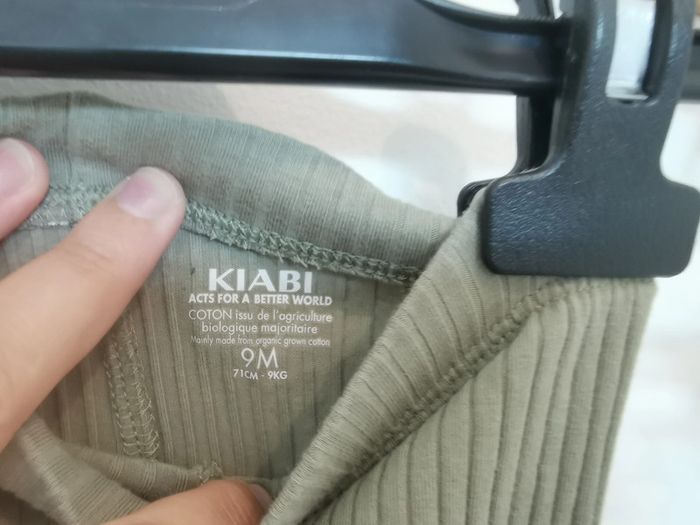 KIABI
ACTS FOR A BETTER WORLD
COTON issu de l'agriculture
biologique majoritaire
Mainly made from organic grown cotton
9M
71CM - 9KG